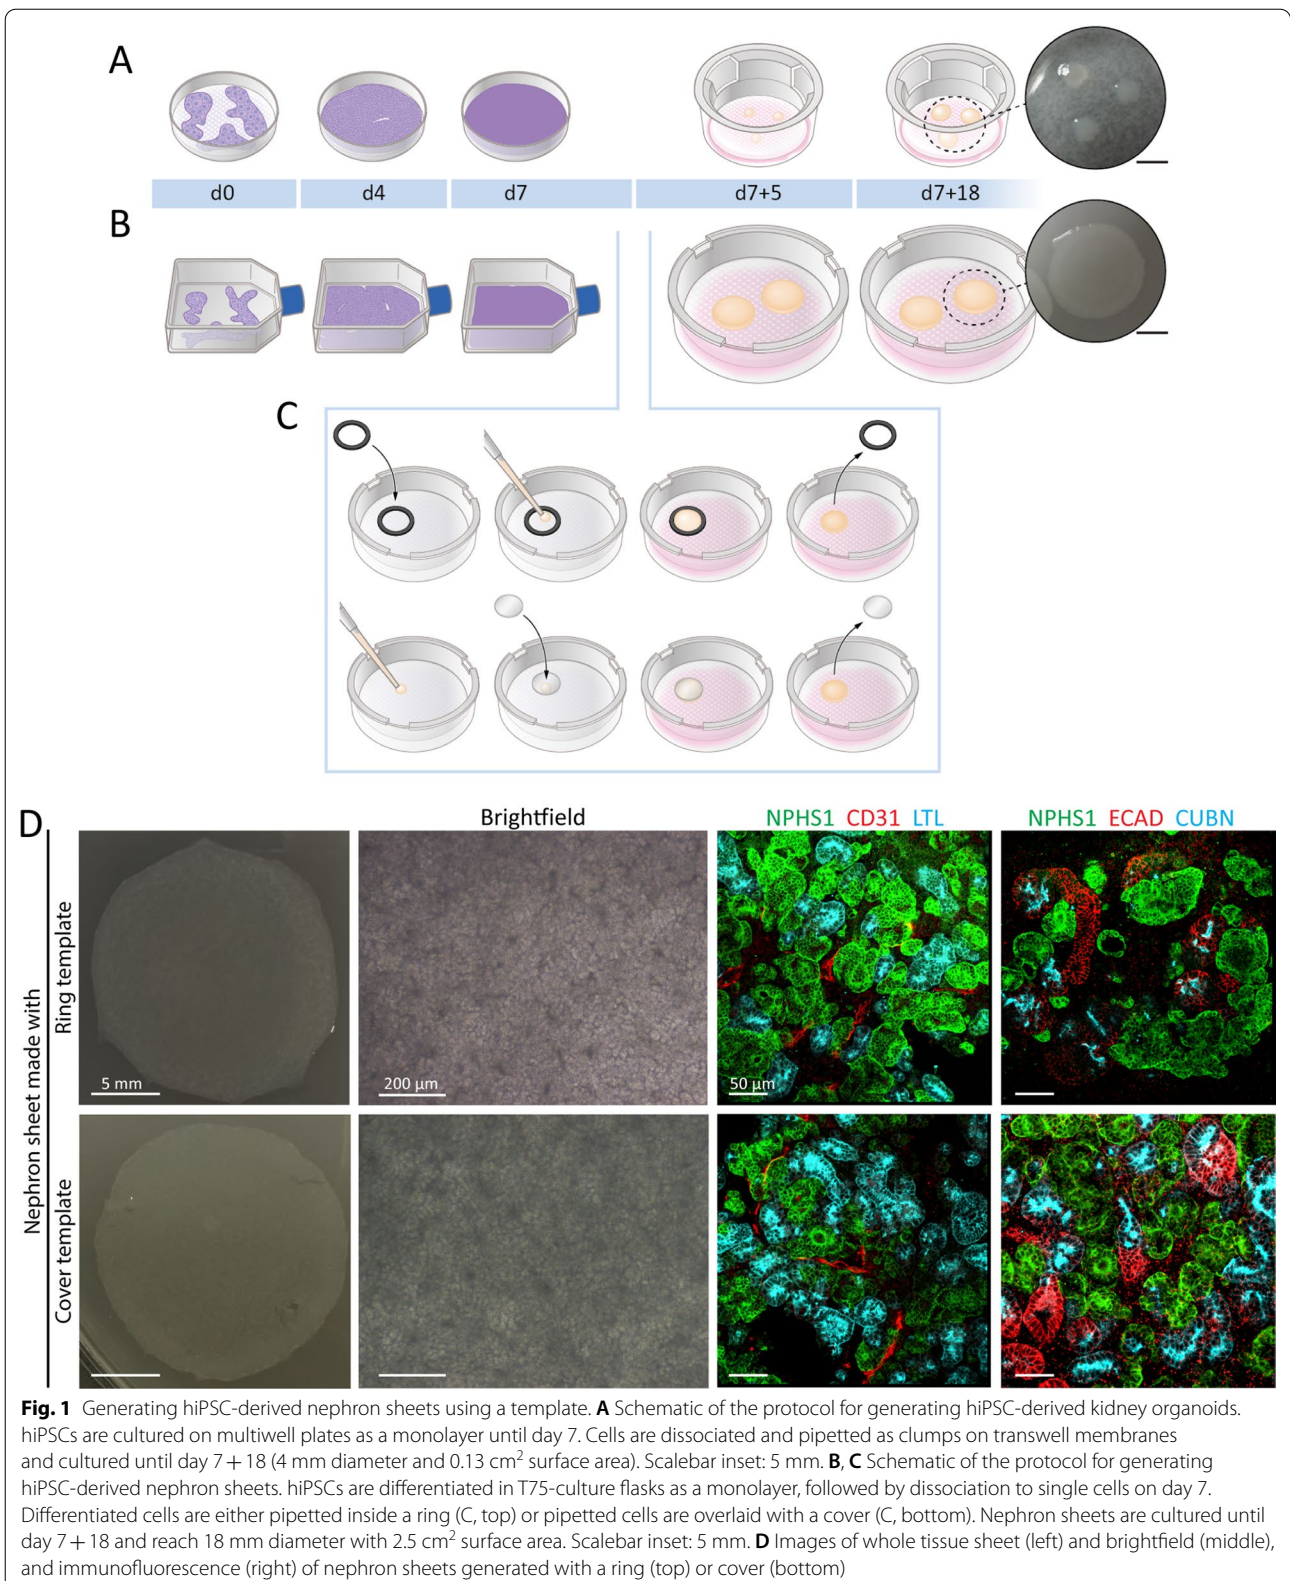 A
d0 d4 d7 d7+5 d7+18
B
C
D
Brightfield
NPHS1 CD31 LTL
NPHS1 ECAD CUBN
Nephron sheet made with
Ring template
Cover template
5 mm
200 µm
50 µm
Fig. 1 Generating hiPSC-derived nephron sheets using a template. A Schematic of the protocol for generating hiPSC-derived kidney organoids.
hiPSCs are cultured on multiwell plates as a monolayer until day 7. Cells are dissociated and pipetted as clumps on transwell membranes
and cultured until day 7 + 18 (4 mm diameter and 0.13 cm² surface area). Scalebar inset: 5 mm. B, C Schematic of the protocol for generating
hiPSC-derived nephron sheets. hiPSCs are differentiated in T75-culture flasks as a monolayer, followed by dissociation to single cells on day 7.
Differentiated cells are either pipetted inside a ring (C, top) or pipetted cells are overlaid with a cover (C, bottom). Nephron sheets are cultured until
day 7 + 18 and reach 18 mm diameter with 2.5 cm² surface area. Scalebar inset: 5 mm. D Images of whole tissue sheet (left) and brightfield (middle),
and immunofluorescence (right) of nephron sheets generated with a ring (top) or cover (bottom)